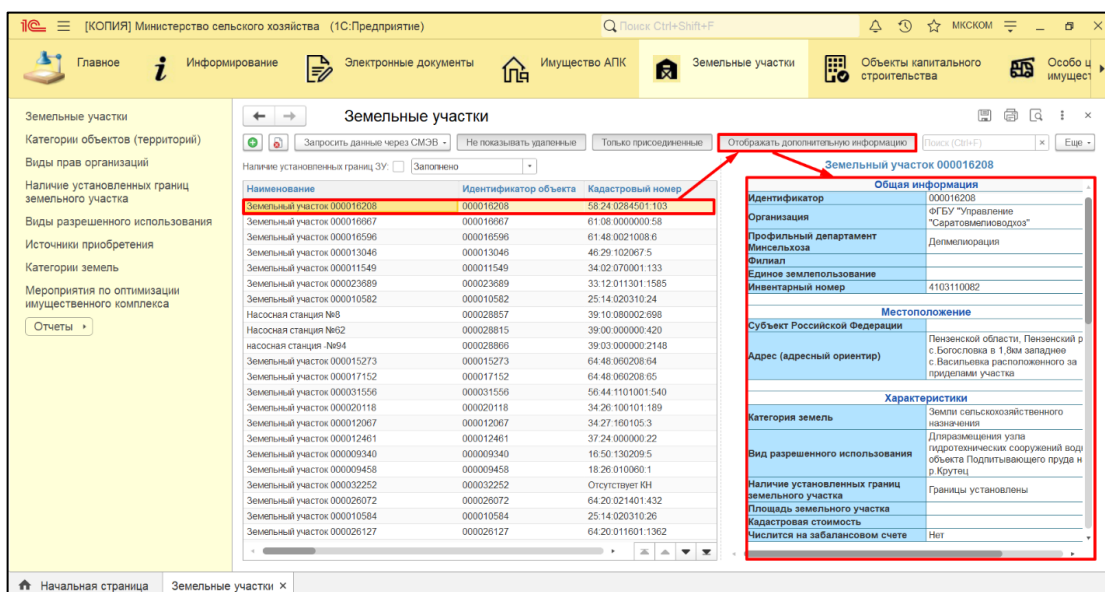 1С [КОПИЯ] Министерство сельского хозяйства (1С:Предприятие) Поиск Ctrl+Shift+F МКСКОМ
Главное Информирование Электронные документы Имущество АПК Земельные участки Объекты капитального строительства Особо ц имущест
Земельные участки
Категории объектов (территорий)
Виды прав организаций
Наличие установленных границ
земельного участка
Виды разрешенного использования
Источники приобретения
Категории земель
Мероприятия по оптимизации
имущественного комплекса
Отчеты
Земельные участки
Запросить данные через СМЭВ Не показывать удаленные Только присоединенные Отображать дополнительную информацию Поиск (Ctrl+F) × Еще
Наличие установленных границ ЗУ: Заполнено
Наименование Идентификатор объекта Кадастровый номер
Земельный участок 000016208 000016208 58:24:0284501:103
Земельный участок 000016667 000016667 61:08:0000000:58
Земельный участок 000016596 000016596 61:48:0021008:6
Земельный участок 000013046 000013046 46:29:102067:5
Земельный участок 000011549 000011549 34:02:070001:133
Земельный участок 000023689 000023689 33:12:011301:1585
Земельный участок 000010582 000010582 25:14:020310:24
Насосная станция №8 000028857 39:10:080002:698
Насосная станция №62 000028815 39:00:000000:420
насосная станция -№94 000028866 39:03:000000:2148
Земельный участок 000015273 000015273 64:48:060208:64
Земельный участок 000017152 000017152 64:48:060208:65
Земельный участок 000031556 000031556 56:44:1101001:540
Земельный участок 000020118 000020118 34:26:100101:189
Земельный участок 000012067 000012067 34:27:160105:3
Земельный участок 000012461 000012461 37:24:000000:22
Земельный участок 000009340 000009340 16:50:130209:5
Земельный участок 000009458 000009458 18:26:010060:1
Земельный участок 000032252 000032252 Отсутствует КН
Земельный участок 000026072 000026072 64:20:021401:432
Земельный участок 000010584 000010584 25:14:020310:26
Земельный участок 000026127 000026127 64:20:011601:1362
Земельный участок 000016208
Общая информация
Идентификатор 000016208
Организация ФГБУ "Управление
"Саратовмелиоводхоз"
Профильный департамент
Минсельхоза Депмелиорация
Филиал
Единое землепользование
Инвентарный номер 4103110082
Местоположение
Субъект Российской Федерации
Адрес (адресный ориентир) Пензенской области, Пензенский р
с.Богословка в 1,8км западнее
с.Васильевка расположенного за
приделами участка
Характеристики
Категория земель Земли сельскохозяйственного
назначения
Вид разрешенного использования Дляразмещения узла
гидротехнических сооружений водн
объекта Подпитывающего пруда н
р.Крутец
Наличие установленных границ
земельного участка Границы установлены
Площадь земельного участка
Кадастровая стоимость
Числится на забалансовом счете Нет
Начальная страница Земельные участки ×